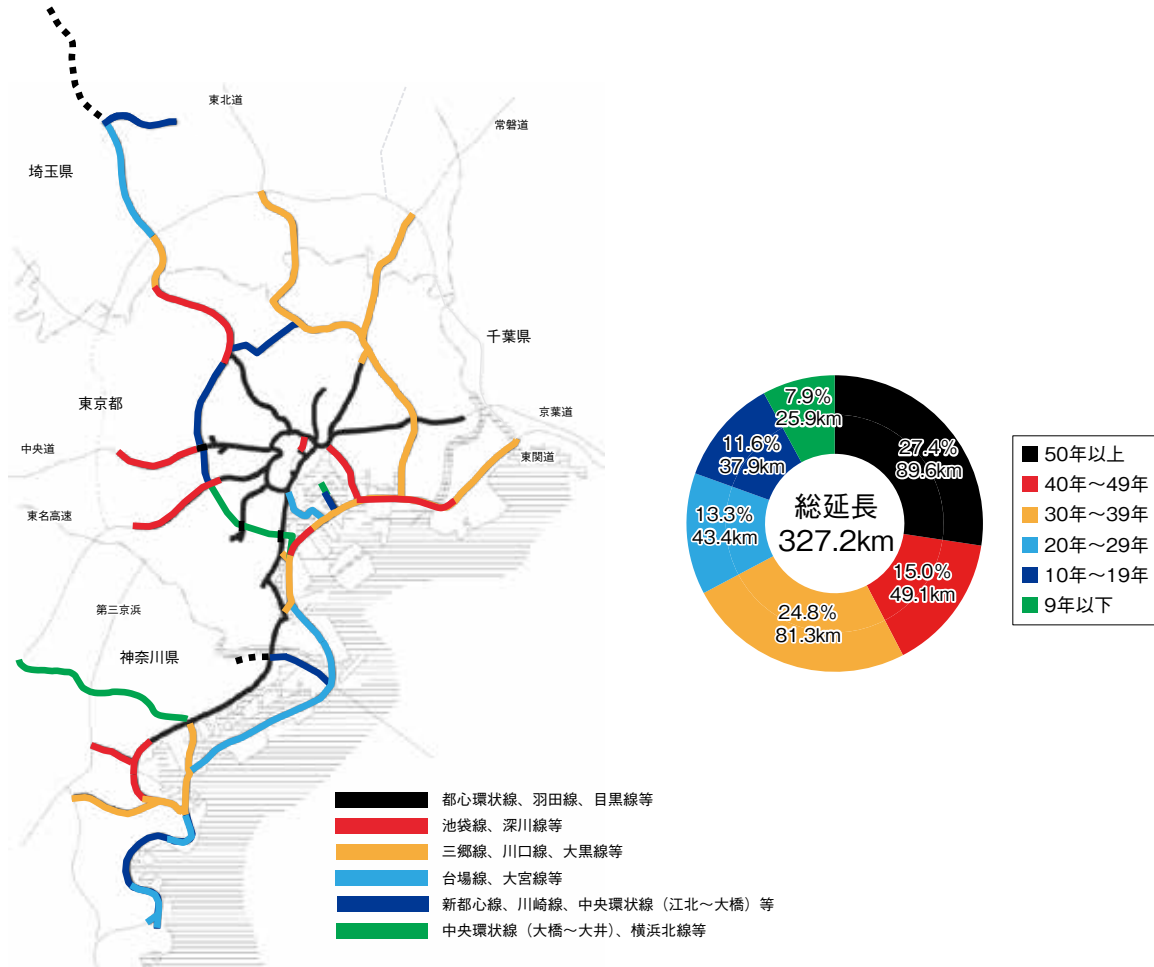 東北道
常磐道
埼玉県
千葉県
東京都
京葉道
中央道
東関道
東名高速
第三京浜
神奈川県
都心環状線、羽田線、目黒線等
池袋線、深川線等
三郷線、川口線、大黒線等
台場線、大宮線等
新都心線、川崎線、中央環状線（江北～大橋）等
中央環状線（大橋～大井）、横浜北線等
7.9%
25.9km
11.6%
37.9km
27.4%
89.6km
13.3%
43.4km
総延長
327.2km
15.0%
49.1km
24.8%
81.3km
50年以上
40年～49年
30年～39年
20年～29年
10年～19年
9年以下